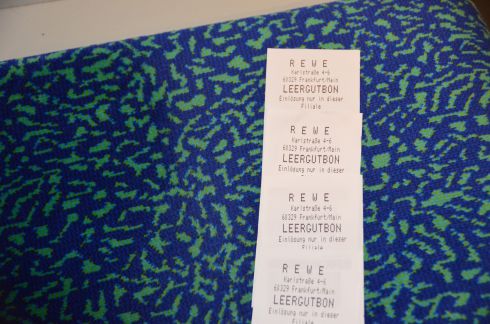 R E W E
Karlstraße 4-6
60329 Frankfurt/Main
LEERGUTBON
Einlösung nur in dieser
Filiale
R E W E
Karlstraße 4-6
60329 Frankfurt/Main
LEERGUTBON
Einlösung nur in dieser
R E W E
Karlstraße 4-6
60329 Frankfurt/Main
LEERGUTBON
Einlösung nur in dieser
Filiale
R E W E
Karlstraße 4-6
60329 Frankfurt/Main
LEERGUTBON
Einlösung nur in dieser
Filiale